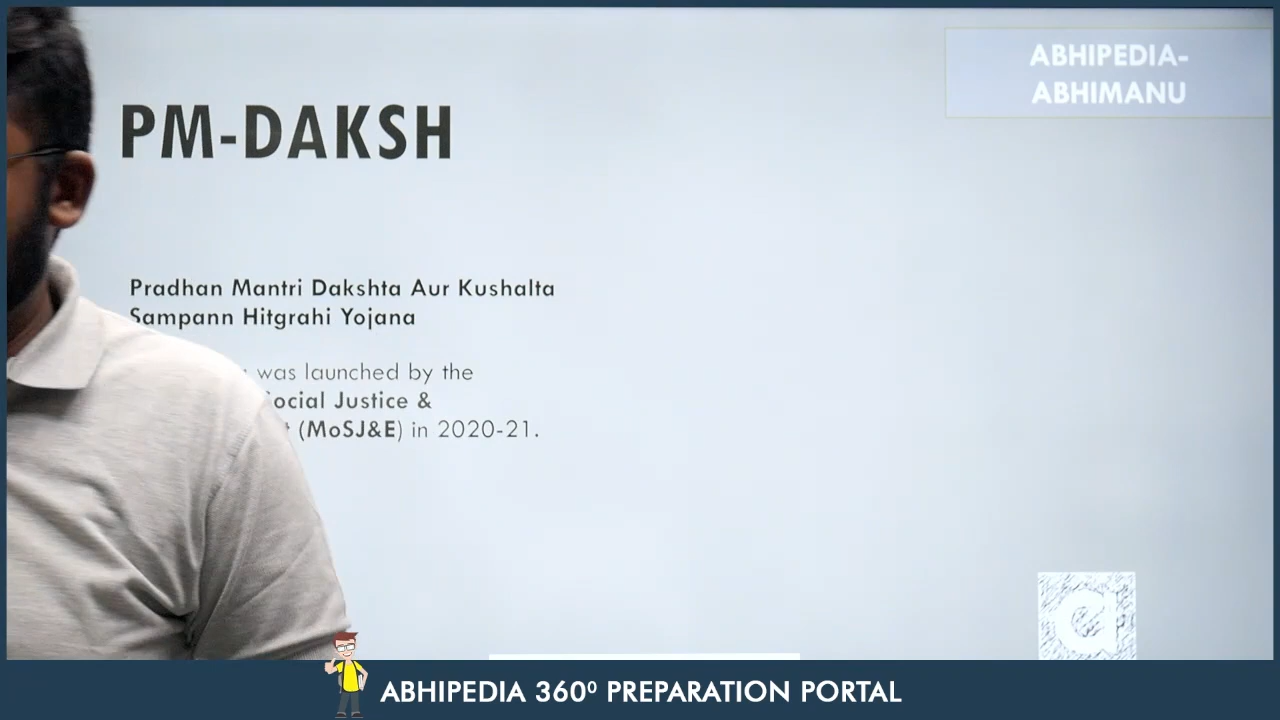 ABHIPEDIA-
ABHIMANU
PM-DAKSH
Pradhan Mantri Dakshta Aur Kushalta
Sampann Hitgrahi Yojana
was launched by the
Social Justice &
(MoSJ&E) in 2020-21.
ABHIPEDIA 360⁰ PREPARATION PORTAL